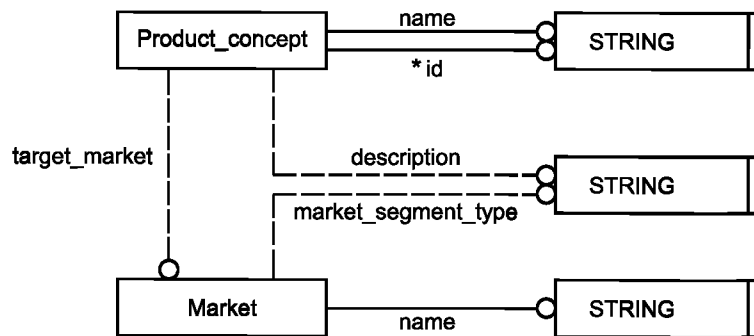 name
Product_concept
STRING
* id
target_market
description
STRING
market_segment_type
Market
STRING
name